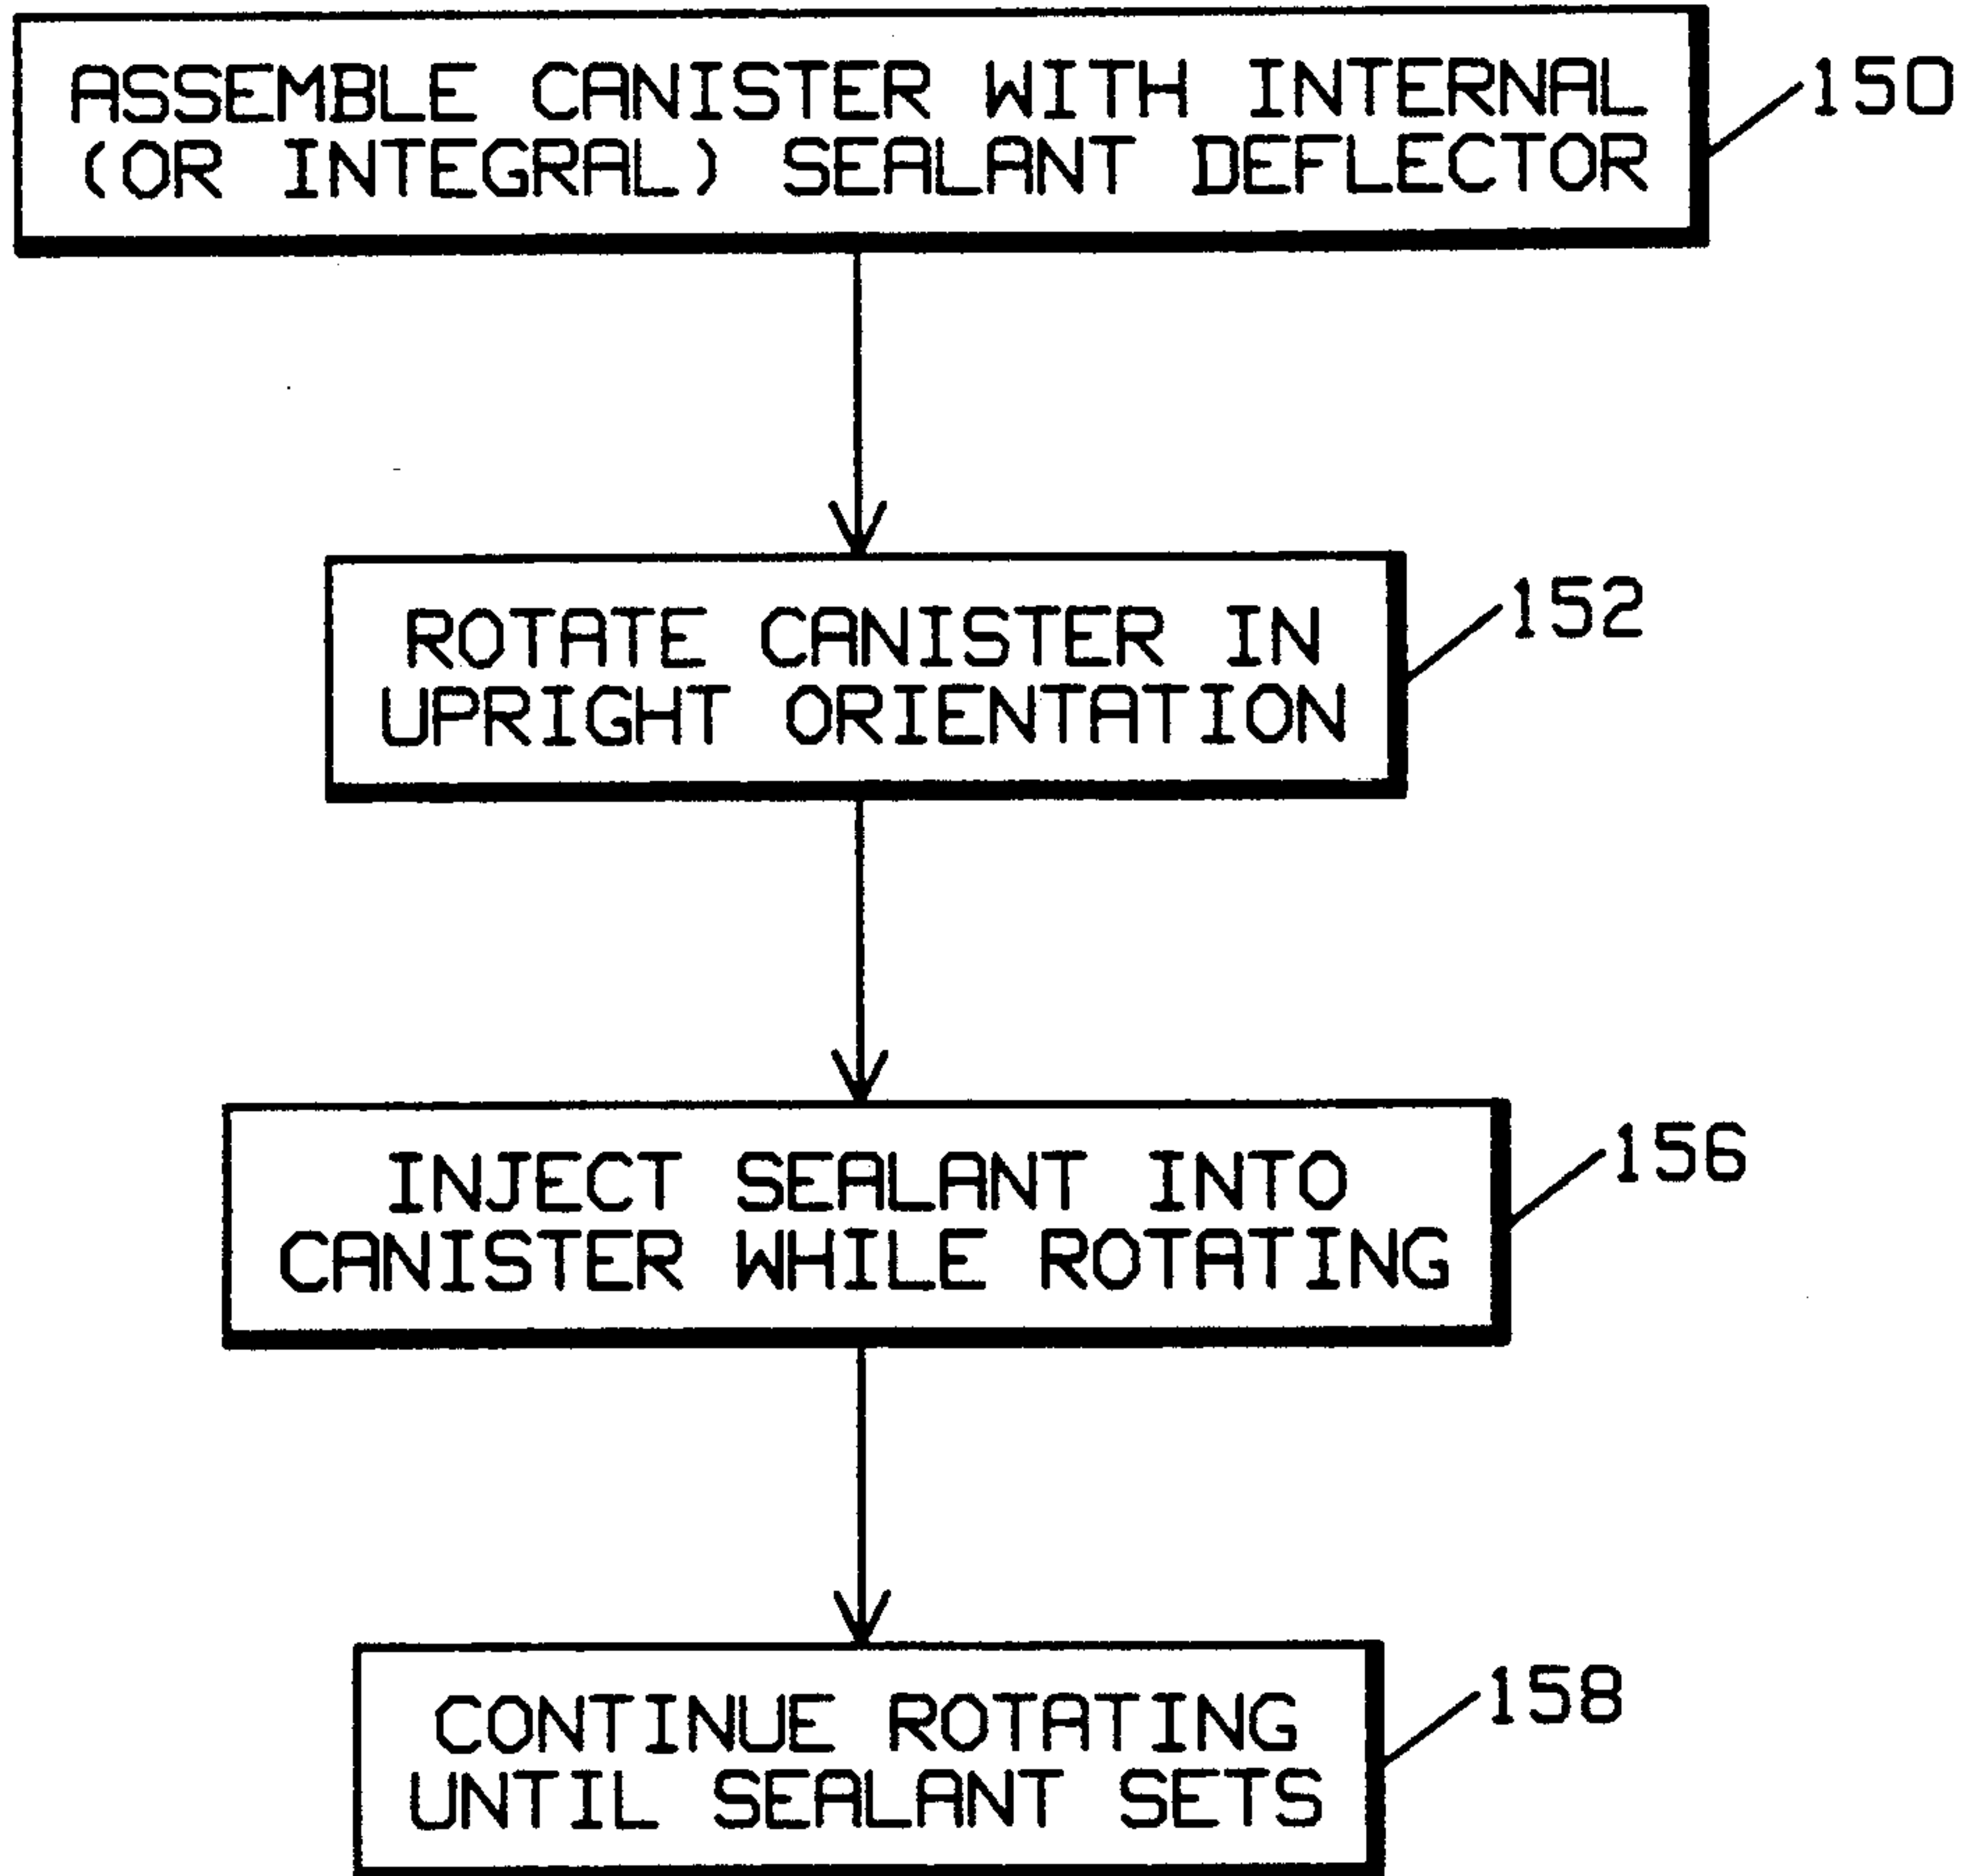 ASSEMBLE CANISTER WITH INTERNAL
(OR INTEGRAL) SEALANT DEFLECTOR
150
ROTATE CANISTER IN
UPRIGHT ORIENTATION
152
INJECT SEALANT INTO
CANISTER WHILE ROTATING
156
CONTINUE ROTATING
UNTIL SEALANT SETS
158